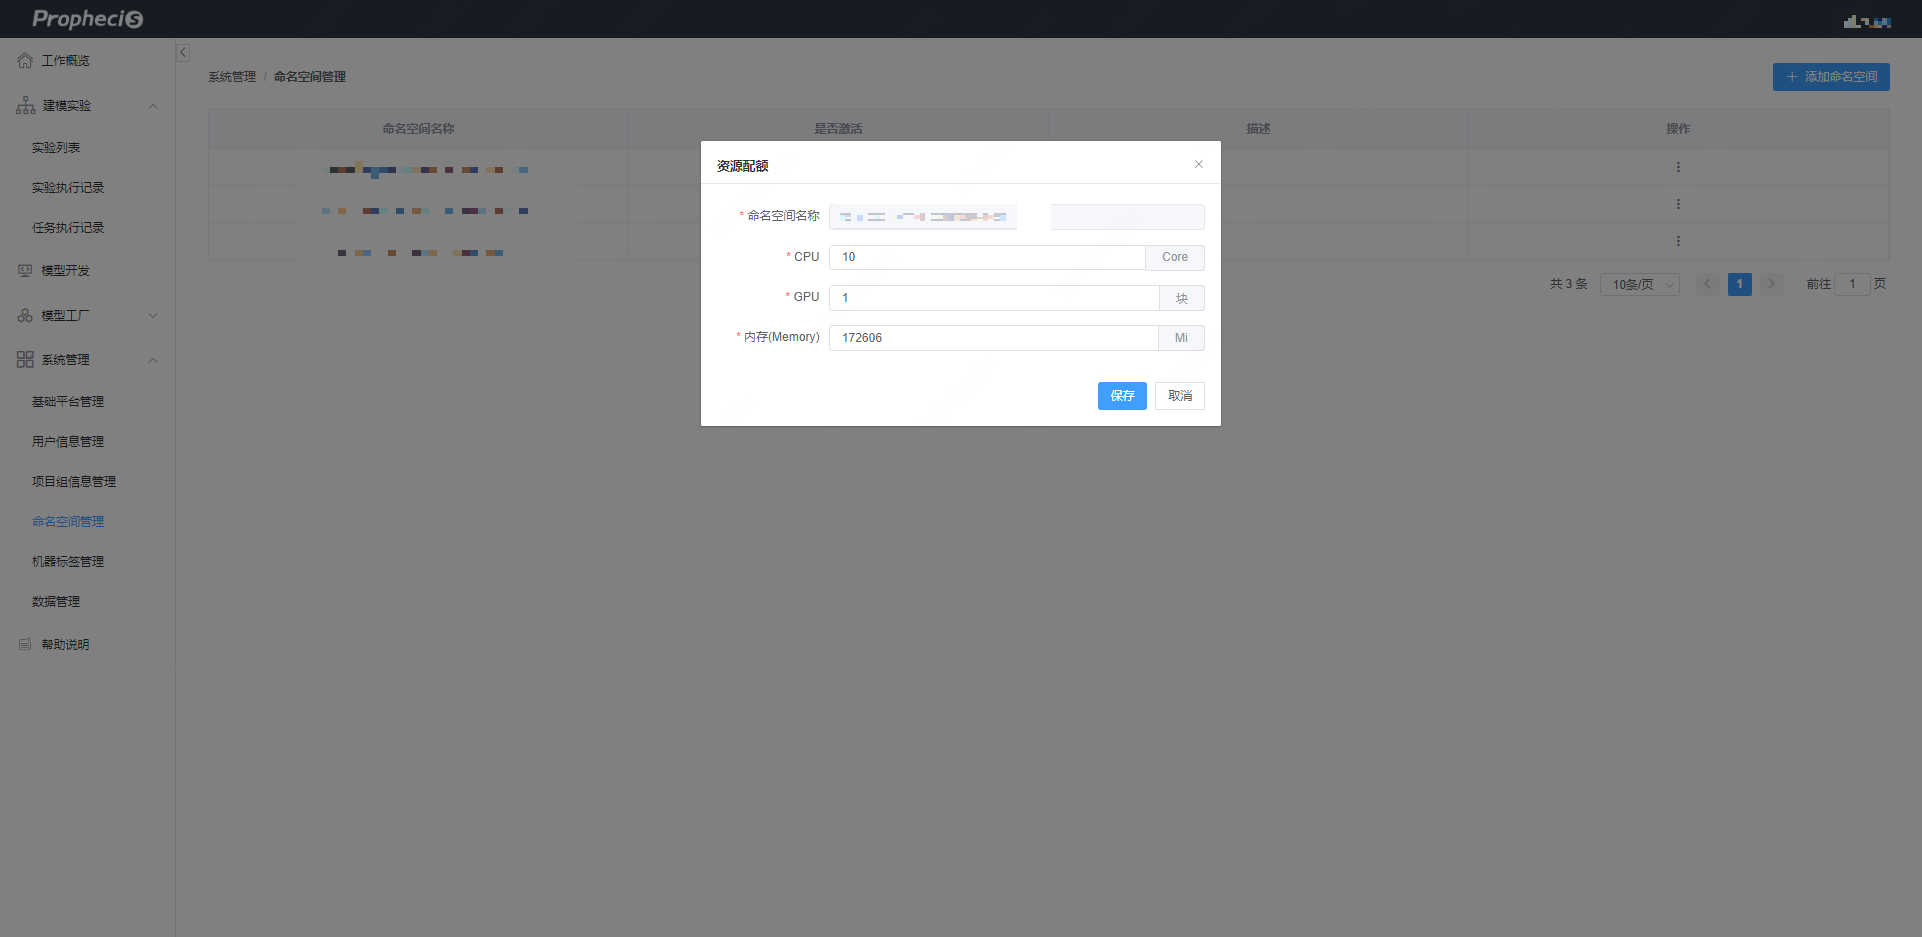 Prophecis
工作概览
建模实验
实验列表
实验执行记录
任务执行记录
模型开发
模型工厂
系统管理
基础平台管理
用户信息管理
项目组信息管理
命名空间管理
机器标签管理
数据管理
帮助说明
系统管理 / 命名空间管理
+ 添加命名空间
命名空间名称 是否激活 描述 操作
共 3 条 10条/页 1 前往 1 页
资源配额
* 命名空间名称
* CPU 10 Core
* GPU 1 块
* 内存(Memory) 172606 Mi
保存 取消